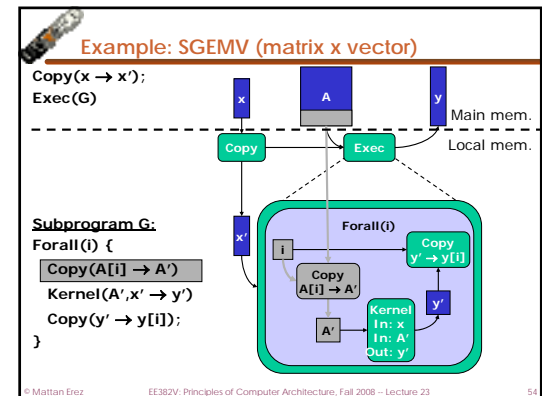 Example: SGEMV (matrix x vector)
Copy(x → x’);
Exec(G)
x
A
y
Main mem.
Local mem.
Copy
Exec
Subprogram G:
Forall(i) {
Copy(A[i] → A’)
Kernel(A’,x’ → y’)
Copy(y’ → y[i]);
}
x’
Forall(i)
i
Copy
y’ → y[i]
Copy
A[i] → A’
y’
A’
Kernel
In: x
In: A’
Out: y’
© Mattan Erez
EE382V: Principles of Computer Architecture, Fall 2008 -- Lecture 23
54